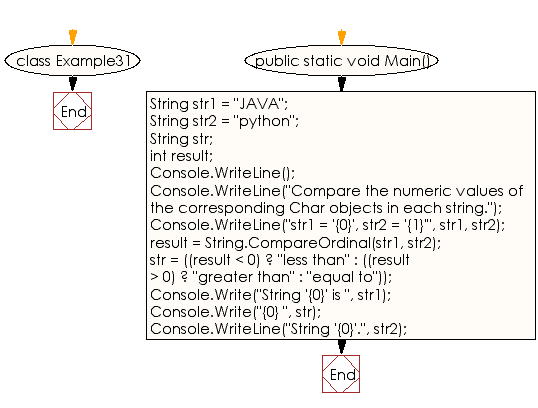 class Example31
End
public static void Main()
String str1 = "JAVA";
String str2 = "python";
String str;
int result;
Console.WriteLine();
Console.WriteLine("Compare the numeric values of
the corresponding Char objects in each string.");
Console.WriteLine("str1 = '{0}', str2 = '{1}'", str1, str2);
result = String.CompareOrdinal(str1, str2);
str = ((result < 0) ? "less than" : ((result
> 0) ? "greater than" : "equal to"));
Console.Write("String '{0}' is ", str1);
Console.Write("{0} ", str);
Console.WriteLine("String '{0}'.", str2);
End